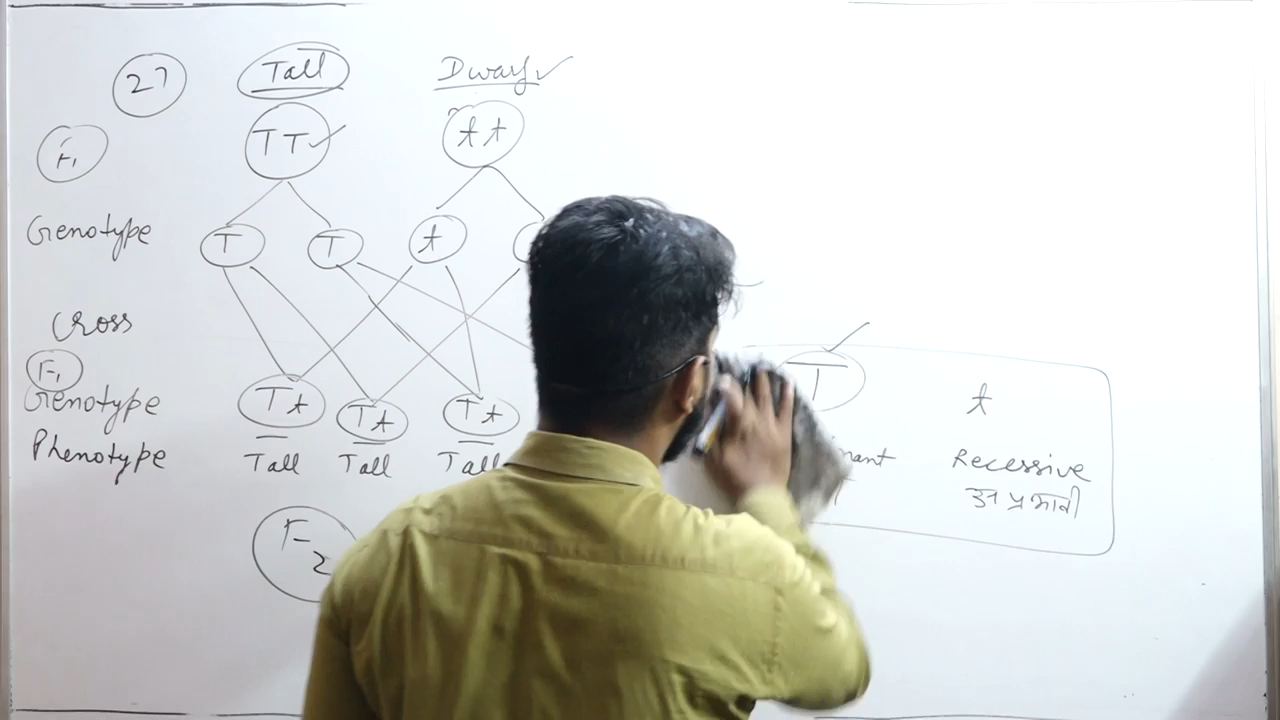 27 Tall Dwarf
F1 TT tt
Genotype T T t
Cross
F1
T t
Genotype Tt Tt Tt
Phenotype Tall Tall Tall Recessive
अप्रभावी
F2